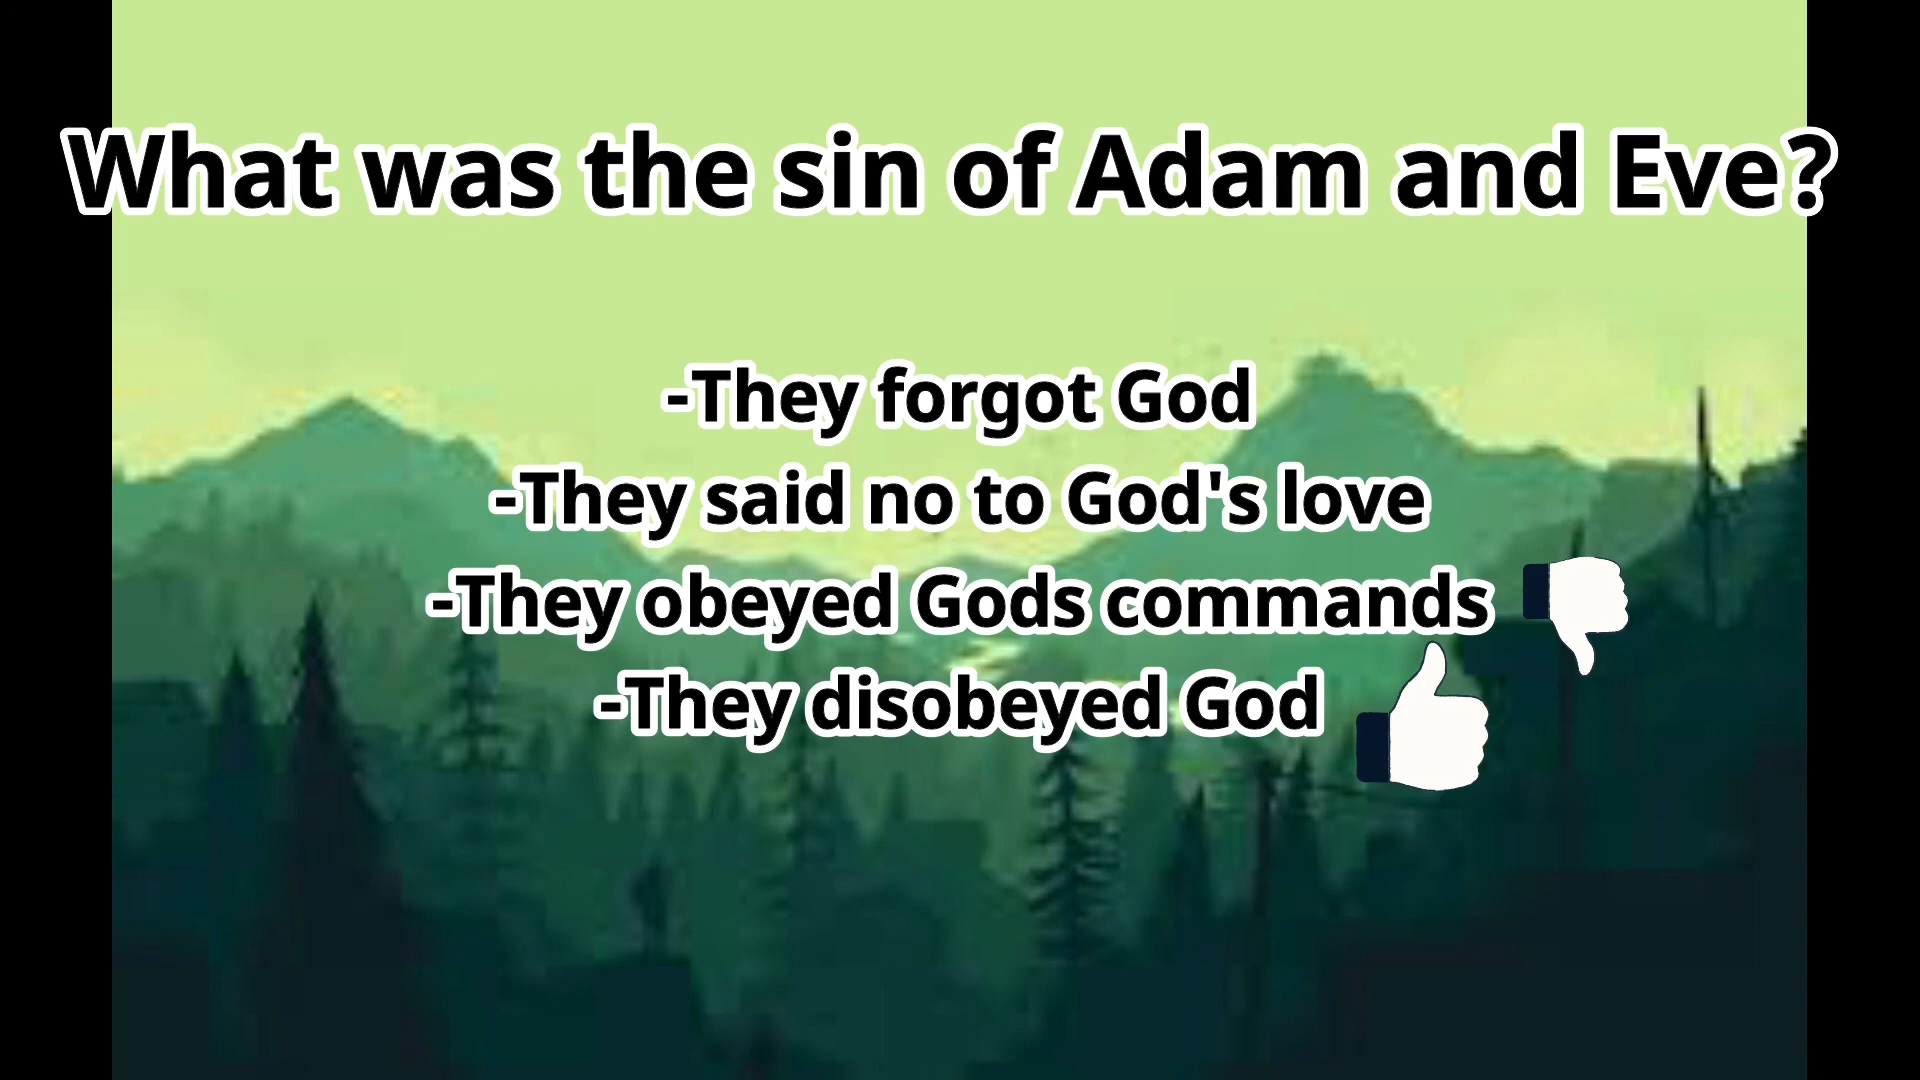 What was the sin of Adam and Eve?
-They forgot God
-They said no to God's love
-They obeyed Gods commands
-They disobeyed God